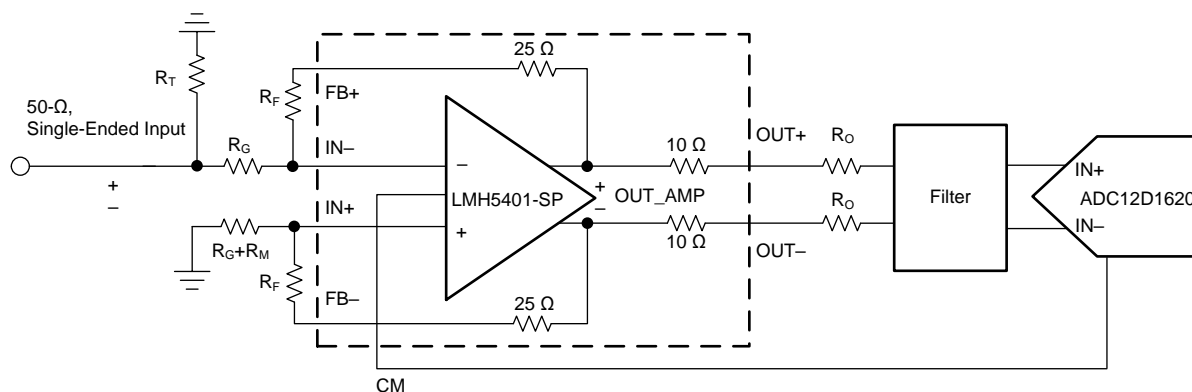 25 Ω
R_T
R_F
FB+
50-Ω,
Single-Ended Input
R_G
IN–
10 Ω
OUT+
R_O
+
–
–
LMH5401-SP
+
–
OUT_AMP
Filter
IN+
ADC12D1620
IN–
IN+
+
10 Ω
OUT–
R_O
R_G+R_M
R_F
FB–
25 Ω
CM